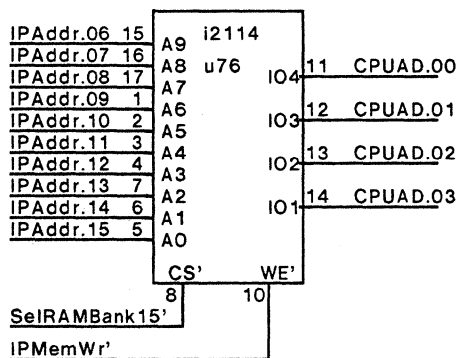 IPAddr.06 15 A9 i2114
IPAddr.07 16 A8 u76 11 CPUAD.00
IPAddr.08 17 A7 IO4
IPAddr.09 1 A6 12 CPUAD.01
IPAddr.10 2 A5 IO3
IPAddr.11 3 A4 13 CPUAD.02
IPAddr.12 4 A3 IO2
IPAddr.13 7 A2 14 CPUAD.03
IPAddr.14 6 A1 IO1
IPAddr.15 5 A0
CS' WE'
8 10
SelRAMBank15'
IPMemWr'